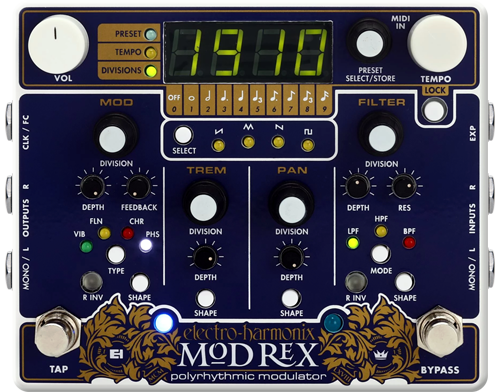 PRESET
TEMPO
DIVISIONS
1910
MIDI
IN
VOL
PRESET
SELECT/STORE
TEMPO
LOCK
OFF
0 1 2 3 4 5 6 7 8 9
MOD
FILTER
CLK / FC
EXP
SELECT
DIVISION
DIVISION
TREM
PAN
DEPTH
FEEDBACK
DEPTH
RES
OUTPUTS R
INPUTS R
FLN
CHR
VIB
PHS
DIVISION
DIVISION
HPF
LPF
BPF
TYPE
MODE
DEPTH
DEPTH
MONO / L
MONO / L
R INV
SHAPE
SHAPE
SHAPE
R INV
SHAPE
electro-harmonix
MOD REX
polyrhythmic modulator
TAP
EH
BYPASS